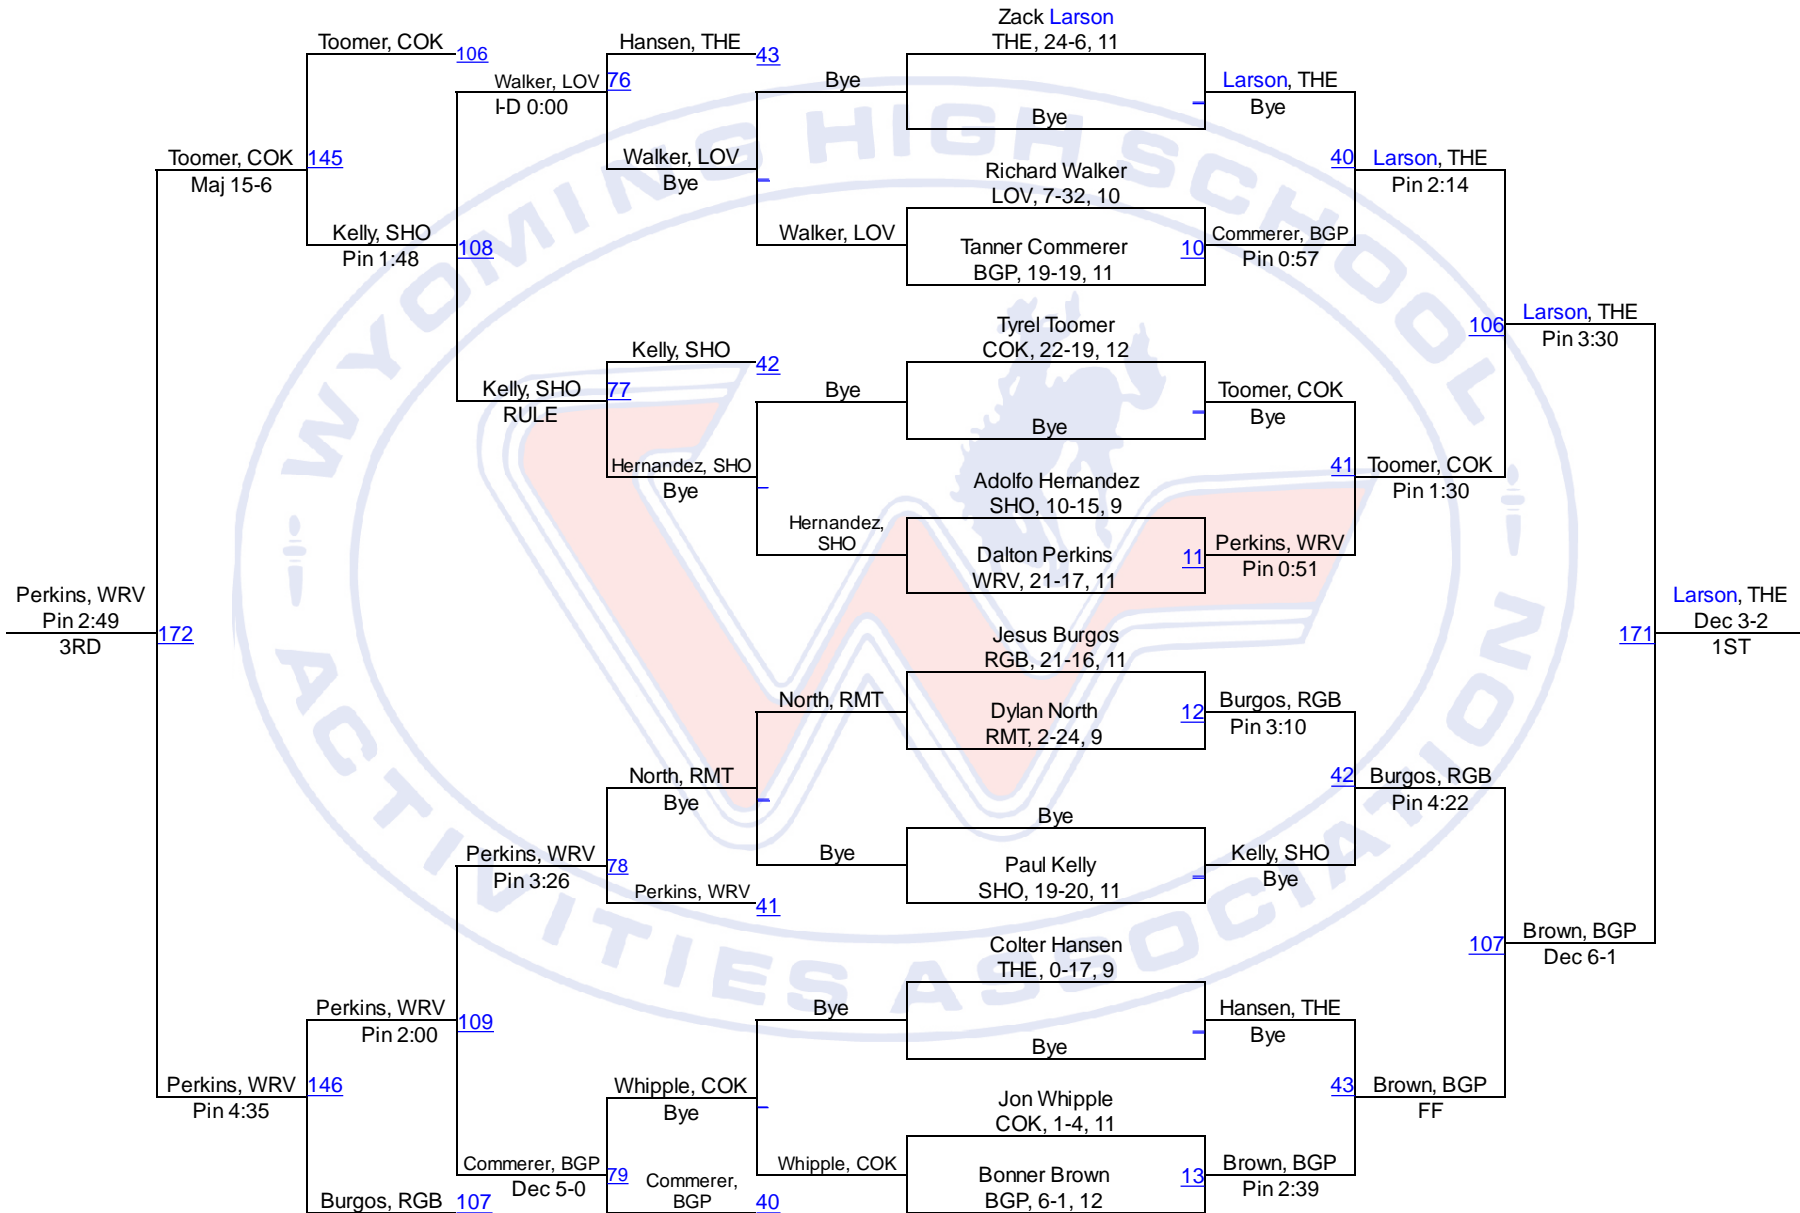 Toomer, COK
106
Walker, LOV
I-D 0:00
76
Hansen, THE
43
Toomer, COK
Maj 15-6
145
Walker, LOV
Bye
Kelly, SHO
Pin 1:48
108
Kelly, SHO
RULE
77
Kelly, SHO
42
Hernandez, SHO
Bye
Perkins, WRV
Pin 2:49
3RD
172
Perkins, WRV
Pin 3:26
78
North, RMT
Bye
Perkins, WRV
41
Perkins, WRV
Pin 2:00
109
Perkins, WRV
Pin 4:35
146
Whipple, COK
Bye
Commerer, BGP
Dec 5-0
79
Commerer,
BGP
40
Burgos, RGB
107
Bye
Walker, LOV
Bye
Hernandez,
SHO
North, RMT
Bye
Bye
Whipple, COK
Zack Larson
THE, 24-6, 11
Bye
Richard Walker
LOV, 7-32, 10
Tanner Commerer
BGP, 19-19, 11
10
Tyrel Toomer
COK, 22-19, 12
Bye
Adolfo Hernandez
SHO, 10-15, 9
Dalton Perkins
WRV, 21-17, 11
11
Jesus Burgos
RGB, 21-16, 11
Dylan North
RMT, 2-24, 9
12
Bye
Paul Kelly
SHO, 19-20, 11
Colter Hansen
THE, 0-17, 9
Bye
Jon Whipple
COK, 1-4, 11
Bonner Brown
BGP, 6-1, 12
13
Larson, THE
Bye
40
Commerer, BGP
Pin 0:57
Toomer, COK
Bye
41
Perkins, WRV
Pin 0:51
Burgos, RGB
Pin 3:10
42
Kelly, SHO
Bye
Hansen, THE
Bye
43
Brown, BGP
Pin 2:39
Larson, THE
Pin 2:14
106
Toomer, COK
Pin 1:30
Burgos, RGB
Pin 4:22
107
Brown, BGP
FF
Larson, THE
Pin 3:30
171
Brown, BGP
Dec 6-1
Larson, THE
Dec 3-2
1ST
WYOMING HIGH SCHOOL
ACTIVITIES ASSOCIATION